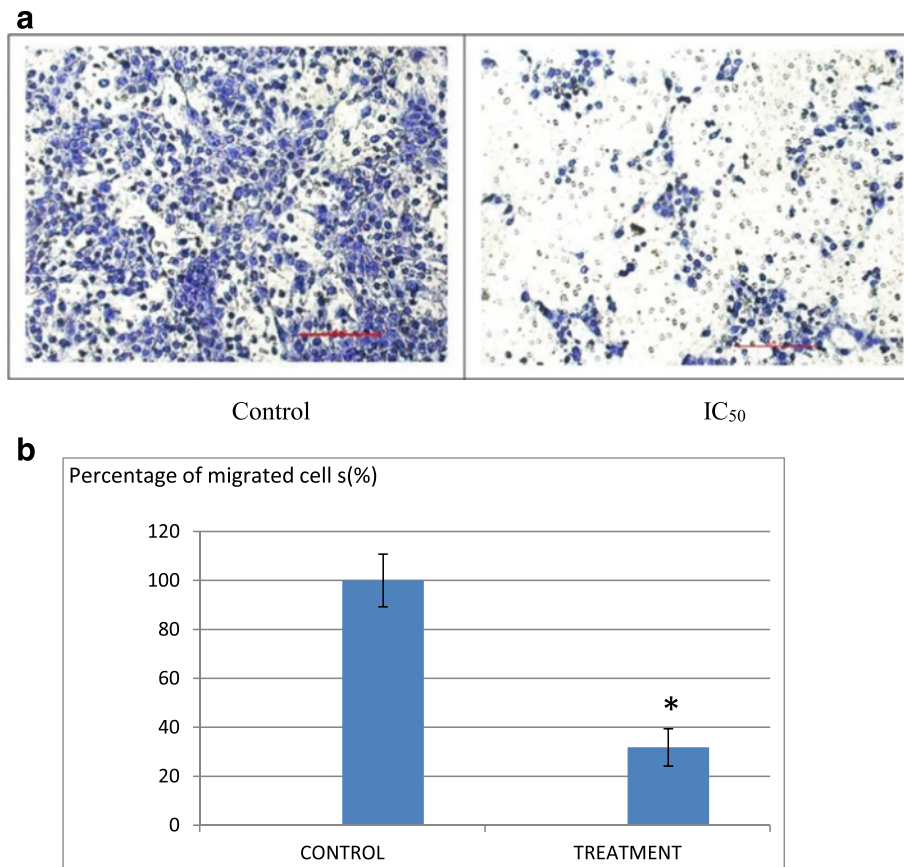 a
Control
IC₅₀
b
Percentage of migrated cell s(%)
120
100
80
60
40
20
0
*
CONTROL
TREATMENT